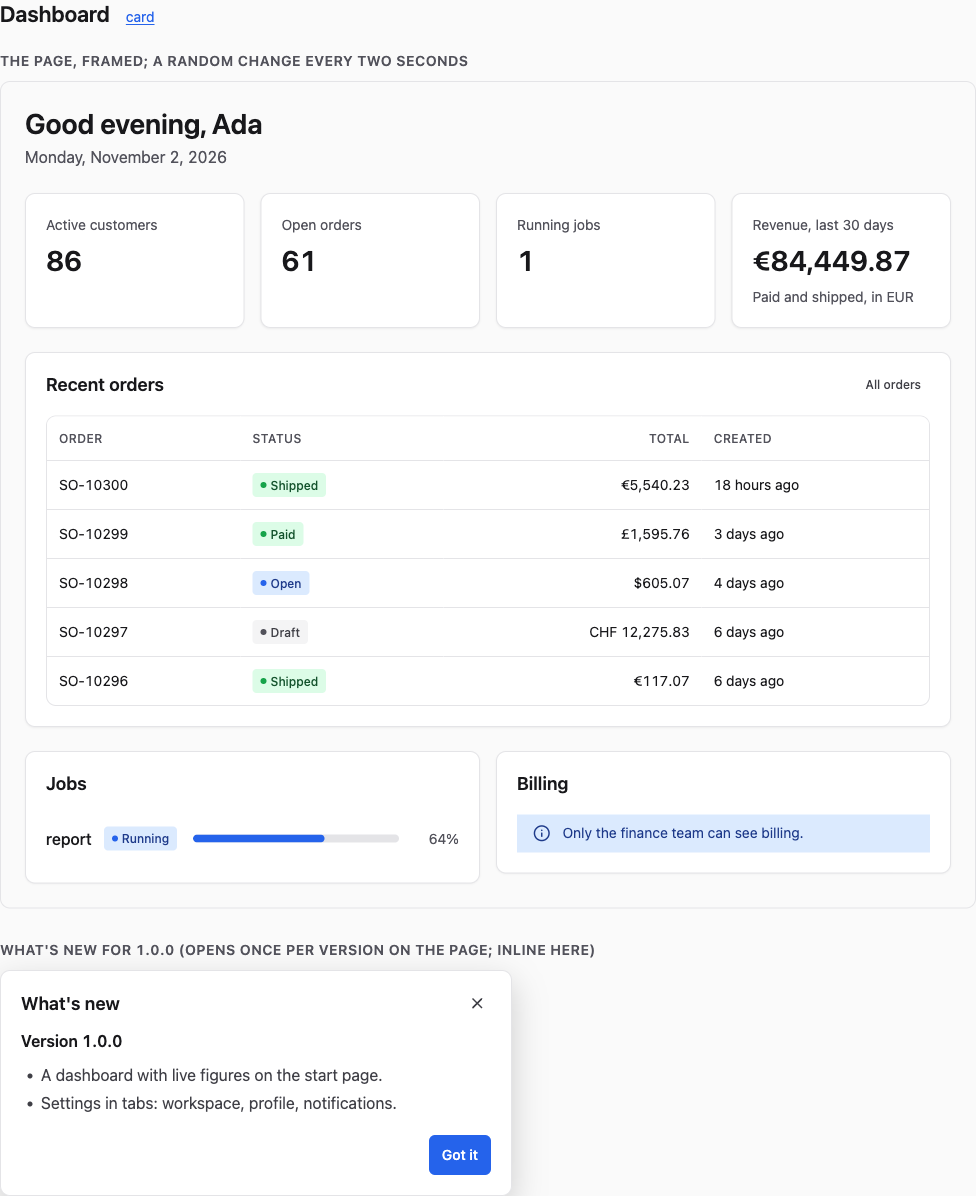 Dashboard card
THE PAGE, FRAMED; A RANDOM CHANGE EVERY TWO SECONDS
Good evening, Ada
Monday, November 2, 2026
Active customers
86
Open orders
61
Running jobs
1
Revenue, last 30 days
€84,449.87
Paid and shipped, in EUR
Recent orders
All orders
ORDER STATUS TOTAL CREATED
SO-10300 Shipped €5,540.23 18 hours ago
SO-10299 Paid £1,595.76 3 days ago
SO-10298 Open $605.07 4 days ago
SO-10297 Draft CHF 12,275.83 6 days ago
SO-10296 Shipped €117.07 6 days ago
Jobs
report Running 64%
Billing
Only the finance team can see billing.
WHAT'S NEW FOR 1.0.0 (OPENS ONCE PER VERSION ON THE PAGE; INLINE HERE)
What's new
Version 1.0.0
• A dashboard with live figures on the start page.
• Settings in tabs: workspace, profile, notifications.
Got it